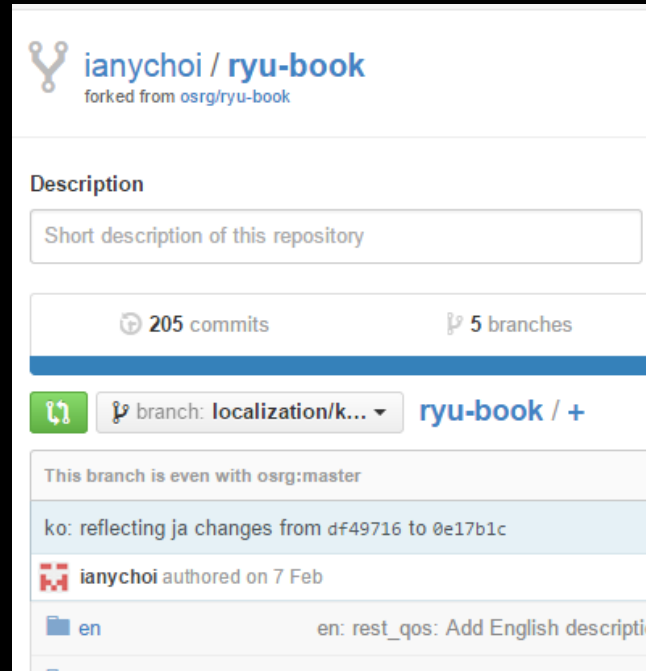 ianychoi / ryu-book
forked from osrg/ryu-book
Description
Short description of this repository
205 commits 5 branches
branch: localization/k... ryu-book / +
This branch is even with osrg:master
ko: reflecting ja changes from df49716 to 0e17b1c
ianychoi authored on 7 Feb
en en: rest_qos: Add English descripti